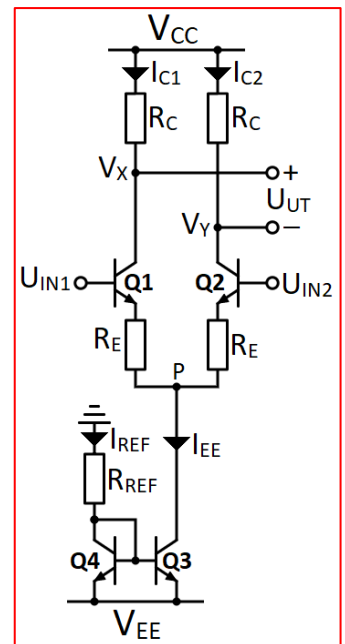 VCC
IC1 IC2
RC RC
VX +
UUT
VY −
UIN1 Q1 Q2 UIN2
RE RE
P
IREF IEE
RREF
Q4 Q3
VEE